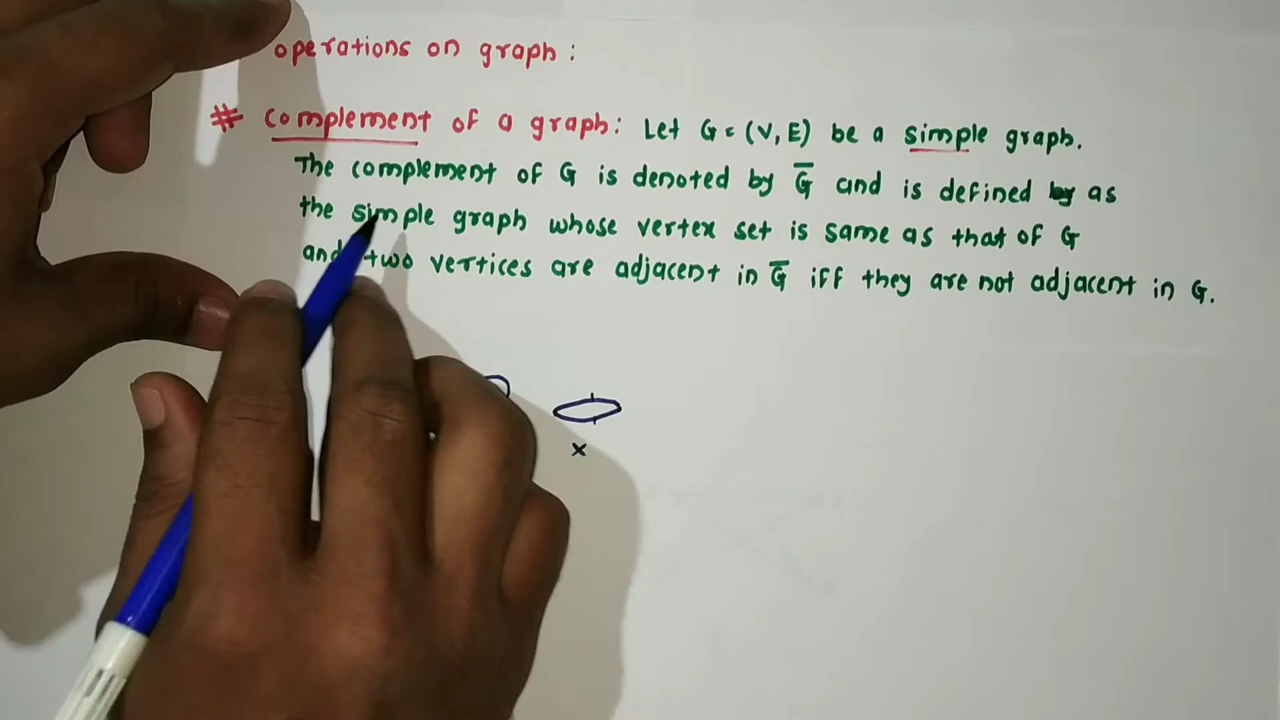 operations on graph:
# complement of a graph: Let G = (V, E) be a simple graph.
The complement of G is denoted by G̅ and is defined by as
the simple graph whose vertex set is same as that of G
and two vertices are adjacent in G̅ iff they are not adjacent in G.
x